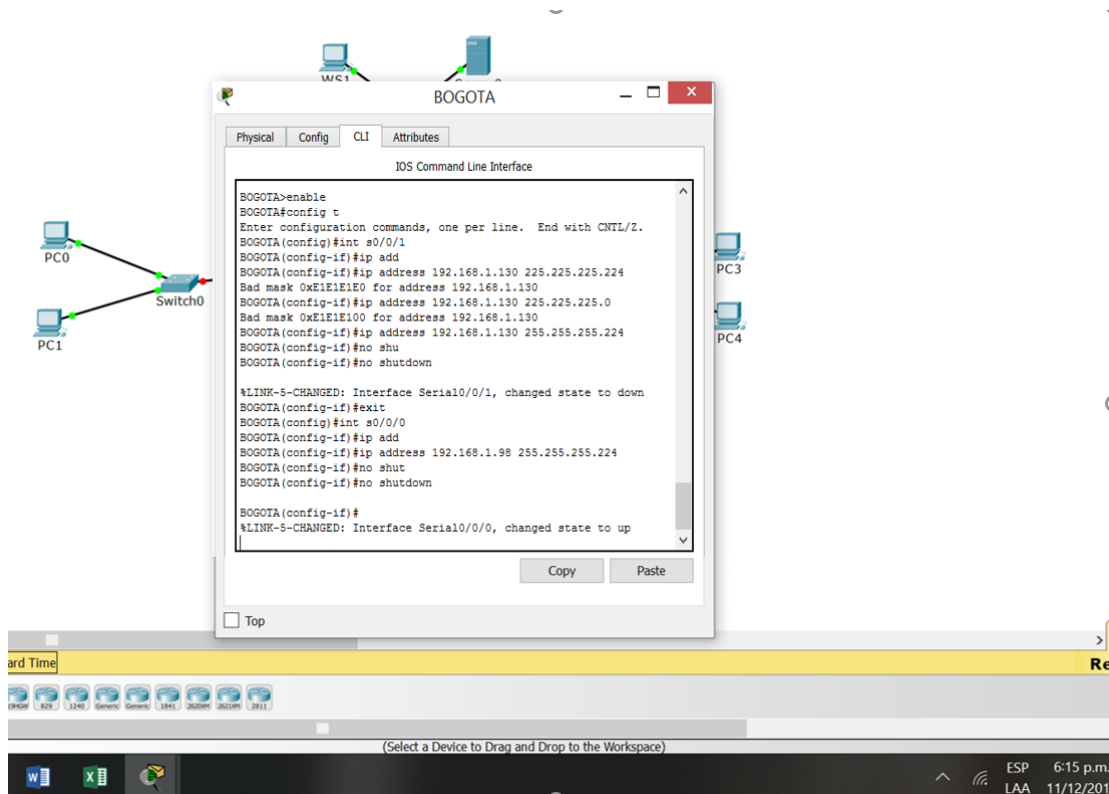 WS1
BOGOTA
Physical Config CLI Attributes
IOS Command Line Interface
BOGOTA>enable
BOGOTA#config t
Enter configuration commands, one per line.  End with CNTL/Z.
BOGOTA(config)#int s0/0/1
BOGOTA(config-if)#ip add
BOGOTA(config-if)#ip address 192.168.1.130 225.225.225.224
Bad mask 0xE1E1E1E0 for address 192.168.1.130
BOGOTA(config-if)#ip address 192.168.1.130 225.225.225.0
Bad mask 0xE1E1E100 for address 192.168.1.130
BOGOTA(config-if)#ip address 192.168.1.130 255.255.255.224
BOGOTA(config-if)#no shu
BOGOTA(config-if)#no shutdown
%LINK-5-CHANGED: Interface Serial0/0/1, changed state to down
BOGOTA(config-if)#exit
BOGOTA(config)#int s0/0/0
BOGOTA(config-if)#ip add
BOGOTA(config-if)#ip address 192.168.1.98 255.255.255.224
BOGOTA(config-if)#no shut
BOGOTA(config-if)#no shutdown
BOGOTA(config-if)#
%LINK-5-CHANGED: Interface Serial0/0/0, changed state to up
Copy Paste
Top
PC0
Switch0
PC1
PC3
PC4
ard Time
Re
829 1240 Generic Generic 1841 2620XM 2621XM 2811
(Select a Device to Drag and Drop to the Workspace)
ESP 6:15 p.m.
LAA 11/12/201